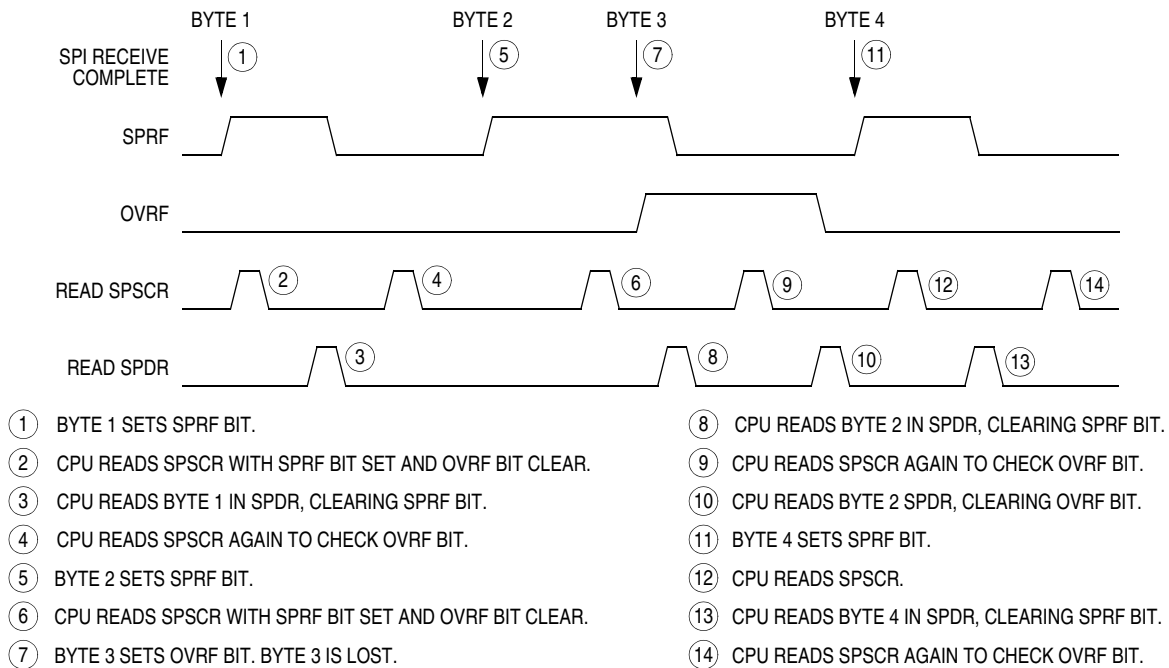 BYTE 1 BYTE 2 BYTE 3 BYTE 4
SPI RECEIVE
COMPLETE
1 5 7 11
SPRF
OVRF
READ SPSCR
2 4 6 9 12 14
READ SPDR
3 8 10 13
1 BYTE 1 SETS SPRF BIT.
2 CPU READS SPSCR WITH SPRF BIT SET AND OVRF BIT CLEAR.
3 CPU READS BYTE 1 IN SPDR, CLEARING SPRF BIT.
4 CPU READS SPSCR AGAIN TO CHECK OVRF BIT.
5 BYTE 2 SETS SPRF BIT.
6 CPU READS SPSCR WITH SPRF BIT SET AND OVRF BIT CLEAR.
7 BYTE 3 SETS OVRF BIT. BYTE 3 IS LOST.
8 CPU READS BYTE 2 IN SPDR, CLEARING SPRF BIT.
9 CPU READS SPSCR AGAIN TO CHECK OVRF BIT.
10 CPU READS BYTE 2 SPDR, CLEARING OVRF BIT.
11 BYTE 4 SETS SPRF BIT.
12 CPU READS SPSCR.
13 CPU READS BYTE 4 IN SPDR, CLEARING SPRF BIT.
14 CPU READS SPSCR AGAIN TO CHECK OVRF BIT.